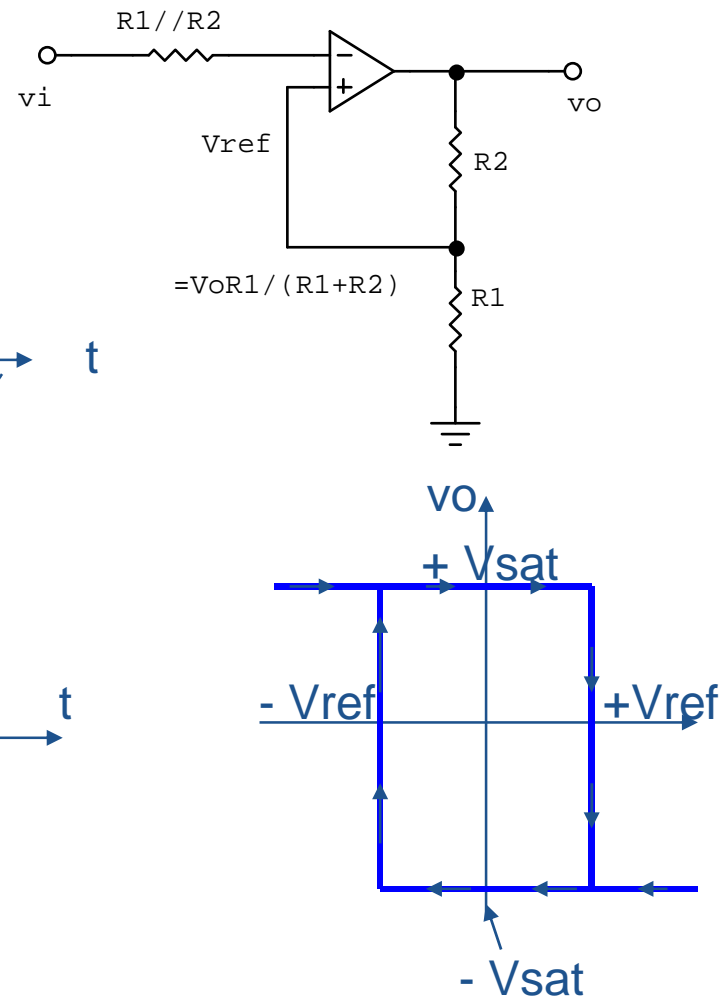 R1//R2
vi
-
+
Vref
vo
R2
=VoR1/(R1+R2)
R1
t
vo
+ Vsat
t
- Vref
+Vref
- Vsat